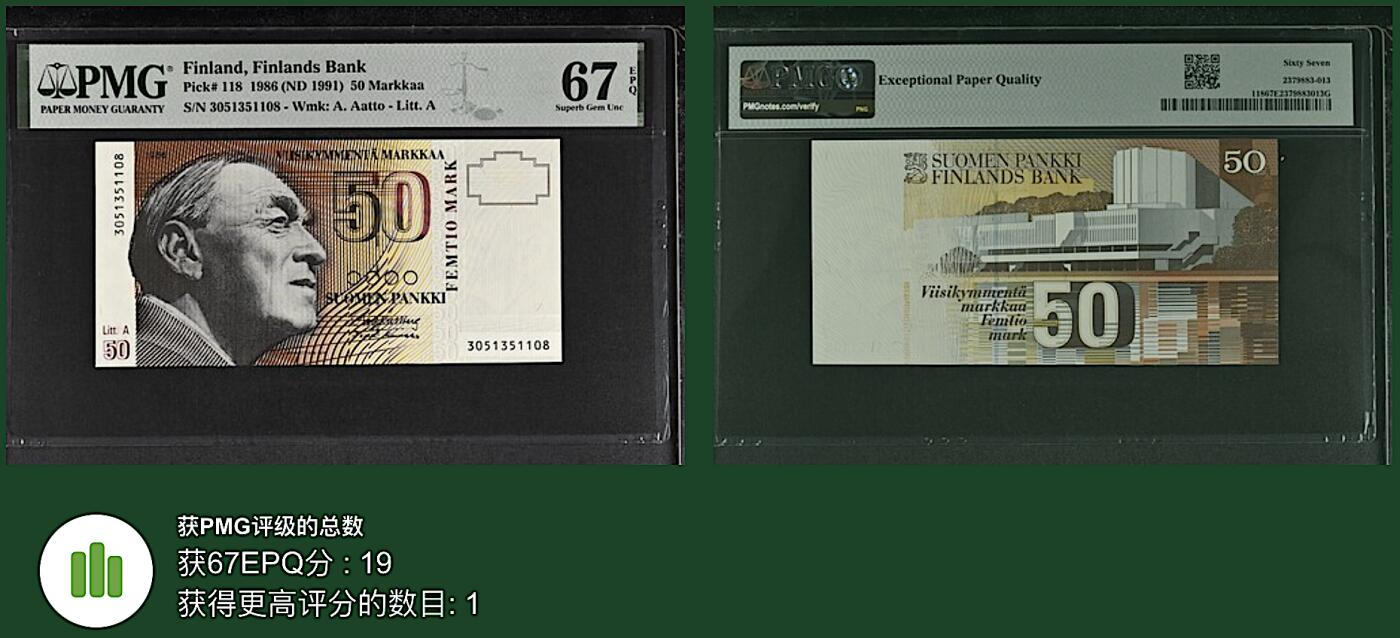 PMG
PAPER MONEY GUARANTY
Finland, Finlands Bank
Pick# 118 1986 (ND 1991) 50 Markkaa
S/N 3051351108 - Wmk: A. Aatto - Litt. A
67
EPQ
Superb Gem Unc
3051351108
VIISIKYMMENTÄ MARKKAA
50
FEMTIO MARK
SUOMEN PANKKI
Litt. A
50
3051351108
PMG
PMGnotes.com/verify
PNG
Exceptional Paper Quality
Sixty Seven
2379883-013
11867E2379883013G
SUOMEN PANKKI
FINLANDS BANK
50
Viisikymmentä
markkaa
Femtio
mark
50
获PMG评级的总数
获67EPQ分 : 19
获得更高评分的数目: 1